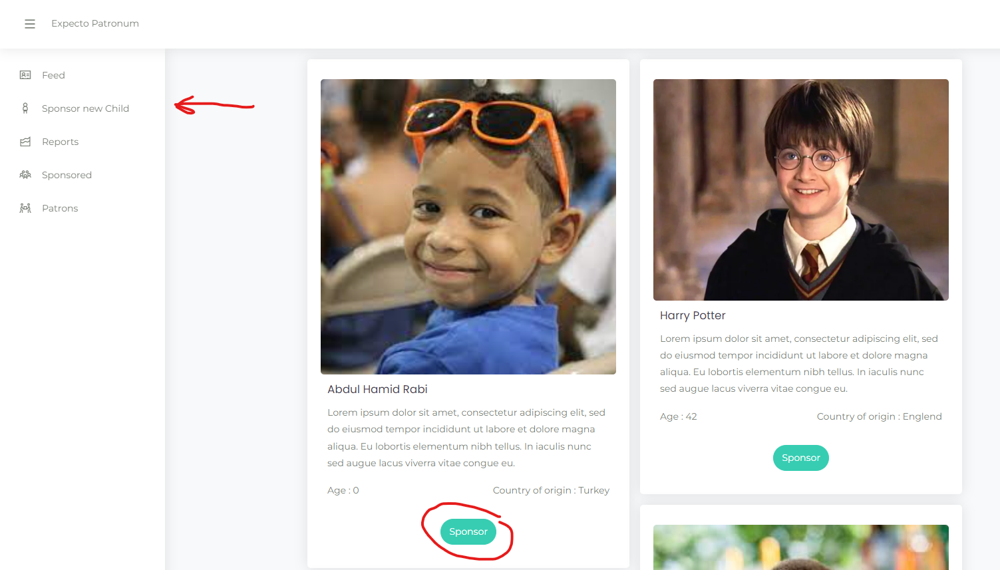 Expecto Patronum
Feed
Sponsor new Child
Reports
Sponsored
Patrons
Abdul Hamid Rabi
Lorem ipsum dolor sit amet, consectetur adipiscing elit, sed
do eiusmod tempor incididunt ut labore et dolore magna
aliqua. Eu lobortis elementum nibh tellus. In iaculis nunc
sed augue lacus viverra vitae congue eu.
Age : 0
Country of origin : Turkey
Sponsor
Harry Potter
Lorem ipsum dolor sit amet, consectetur adipiscing elit, sed
do eiusmod tempor incididunt ut labore et dolore magna
aliqua. Eu lobortis elementum nibh tellus. In iaculis nunc
sed augue lacus viverra vitae congue eu.
Age : 42
Country of origin : Englend
Sponsor